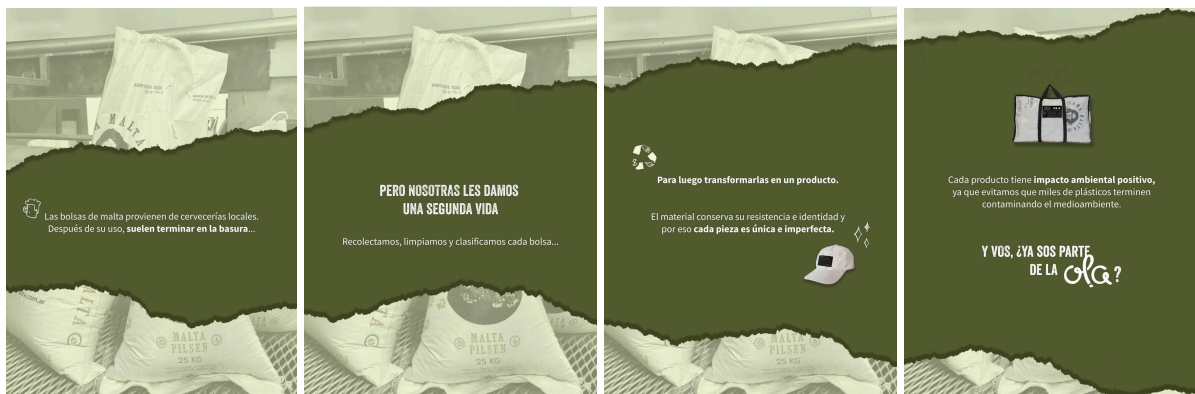 MALTA
Las bolsas de malta provienen de cervecerías locales.
Después de su uso, suelen terminar en la basura...
.com.ar
MALTA
PILSEN
25 KG
PERO NOSOTRAS LES DAMOS
UNA SEGUNDA VIDA
Recolectamos, limpiamos y clasificamos cada bolsa...
MALTA
PILSEN
25 KG
Para luego transformarlas en un producto.
El material conserva su resistencia e identidad y
por eso cada pieza es única e imperfecta.
MALTA
PILSEN
25 KG
ola
Cada producto tiene impacto ambiental positivo,
ya que evitamos que miles de plásticos terminen
contaminando el medioambiente.
Y VOS, ¿YA SOS PARTE
DE LA ola?